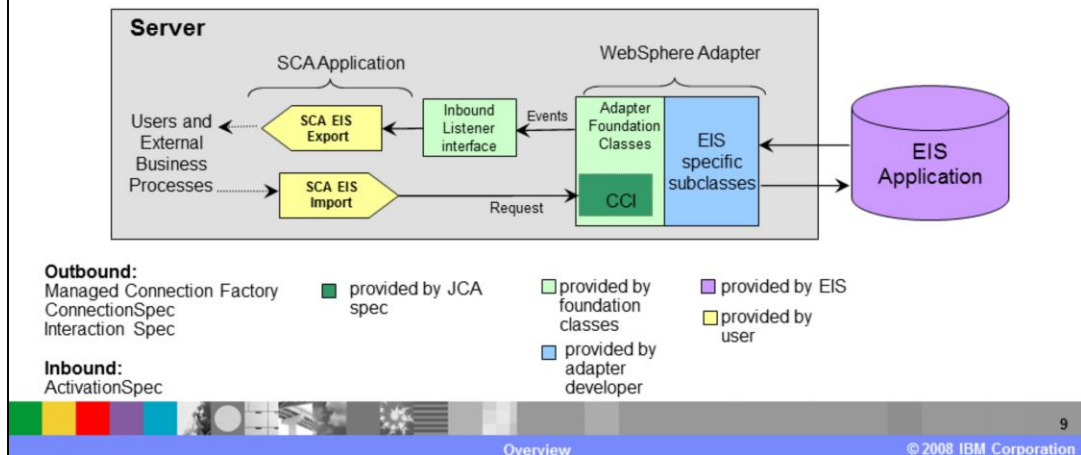 Server
SCA Application
WebSphere Adapter
Users and
External
Business
Processes
SCA EIS
Export
Inbound
Listener
interface
Events
Adapter
Foundation
Classes
EIS
specific
subclasses
EIS
Application
SCA EIS
Import
Request
CCI
Outbound:
Managed Connection Factory
ConnectionSpec
Interaction Spec
Inbound:
ActivationSpec
provided by JCA
spec
provided by
foundation
classes
provided by
adapter
developer
provided by EIS
provided by
user
9
Overview
© 2008 IBM Corporation